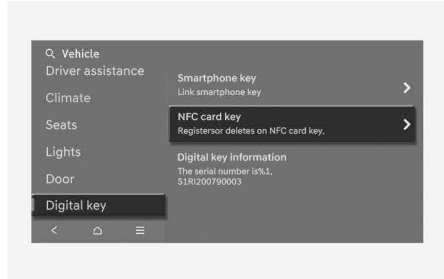 Vehicle
Driver assistance
Climate
Seats
Lights
Door
Digital key
Smartphone key
Link smartphone key
NFC card key
Registersor deletes on NFC card key.
Digital key information
The serial number is%1,
S1RI200790003